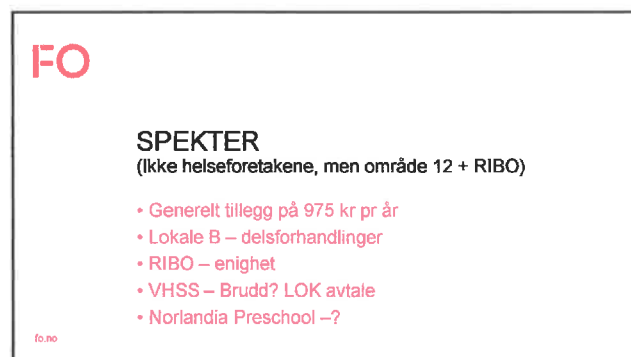 FO
SPEKTER
(Ikke helseforetakene, men område 12 + RIBO)
• Generelt tillegg på 975 kr pr år
• Lokale B – delsforhandlinger
• RIBO – enighet
• VHSS – Brudd? LOK avtale
• Norlandia Preschool –?
fo.no